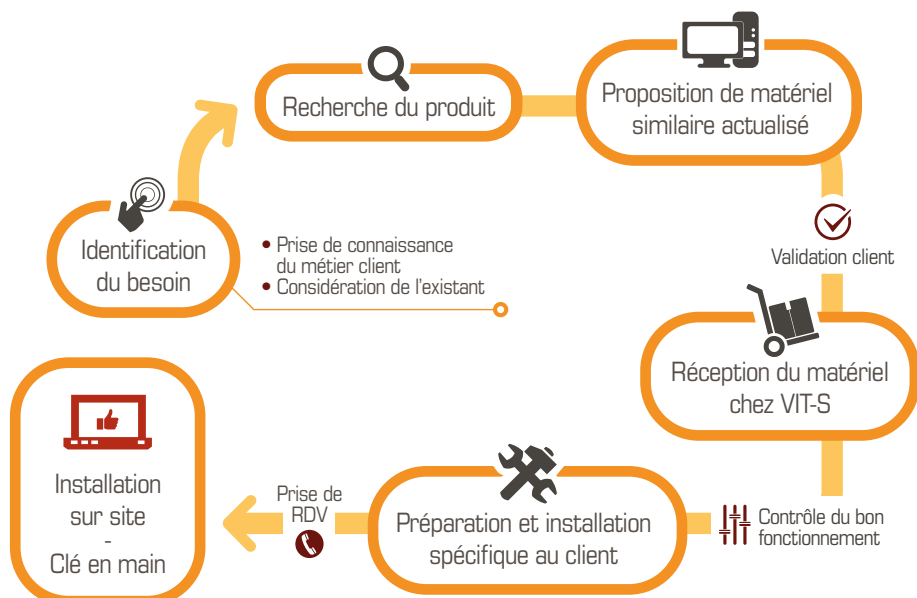 Identification
du besoin
• Prise de connaissance
du métier client
• Considération de l'existant
Recherche du produit
Proposition de matériel
similaire actualisé
Validation client
Réception du matériel
chez VIT-S
Contrôle du bon
fonctionnement
Préparation et installation
spécifique au client
Prise de
RDV
Installation
sur site
-
Clé en main